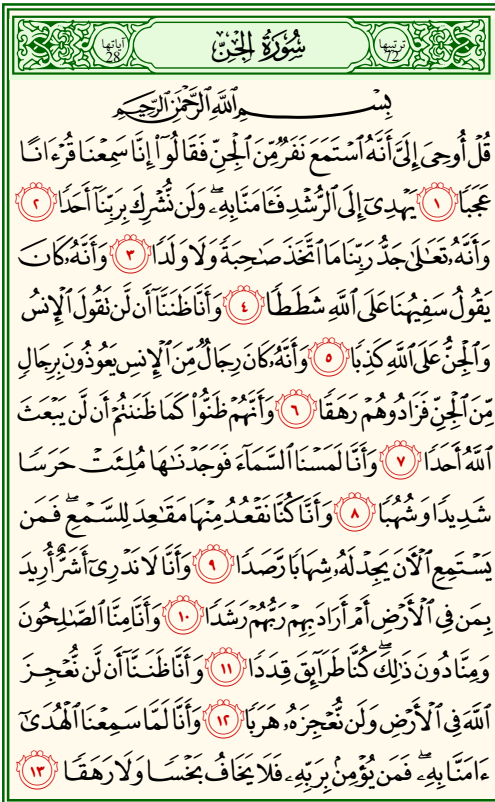 ترتيبها 72 سُورَةُ الجِنّ آياتها 28
بِسْمِ ٱللَّهِ ٱلرَّحْمَٰنِ ٱلرَّحِيمِ
قُلْ أُوحِىَ إِلَىَّ أَنَّهُ ٱسْتَمَعَ نَفَرٌ مِّنَ ٱلْجِنِّ فَقَالُوٓا۟ إِنَّا سَمِعْنَا قُرْءَانًا
عَجَبًا ١ يَهْدِىٓ إِلَى ٱلرُّشْدِ فَـَٔامَنَّا بِهِۦ ۖ وَلَن نُّشْرِكَ بِرَبِّنَآ أَحَدًا ٢
وَأَنَّهُۥ تَعَٰلَىٰ جَدُّ رَبِّنَا مَا ٱتَّخَذَ صَٰحِبَةً وَلَا وَلَدًا ٣ وَأَنَّهُۥ كَانَ
يَقُولُ سَفِيهُنَا عَلَى ٱللَّهِ شَطَطًا ٤ وَأَنَّا ظَنَنَّآ أَن لَّن تَقُولَ ٱلْإِنسُ
وَٱلْجِنُّ عَلَى ٱللَّهِ كَذِبًا ٥ وَأَنَّهُۥ كَانَ رِجَالٌ مِّنَ ٱلْإِنسِ يَعُوذُونَ بِرِجَالٍ
مِّنَ ٱلْجِنِّ فَزَادُوهُمْ رَهَقًا ٦ وَأَنَّهُمْ ظَنُّوا۟ كَمَا ظَنَنتُمْ أَن لَّن يَبْعَثَ
ٱللَّهُ أَحَدًا ٧ وَأَنَّا لَمَسْنَا ٱلسَّمَآءَ فَوَجَدْنَٰهَا مُلِئَتْ حَرَسًا
شَدِيدًا وَشُهُبًا ٨ وَأَنَّا كُنَّا نَقْعُدُ مِنْهَا مَقَٰعِدَ لِلسَّمْعِ ۖ فَمَن
يَسْتَمِعِ ٱلْءَانَ يَجِدْ لَهُۥ شِهَابًا رَّصَدًا ٩ وَأَنَّا لَا نَدْرِىٓ أَشَرٌّ أُرِيدَ
بِمَن فِى ٱلْأَرْضِ أَمْ أَرَادَ بِهِمْ رَبُّهُمْ رَشَدًا ١٠ وَأَنَّا مِنَّا ٱلصَّٰلِحُونَ
وَمِنَّا دُونَ ذَٰلِكَ ۖ كُنَّا طَرَآئِقَ قِدَدًا ١١ وَأَنَّا ظَنَنَّآ أَن لَّن نُّعْجِزَ
ٱللَّهَ فِى ٱلْأَرْضِ وَلَن نُّعْجِزَهُۥ هَرَبًا ١٢ وَأَنَّا لَمَّا سَمِعْنَا ٱلْهُدَىٰٓ
ءَامَنَّا بِهِۦ ۖ فَمَن يُؤْمِنۢ بِرَبِّهِۦ فَلَا يَخَافُ بَخْسًا وَلَا رَهَقًا ١٣